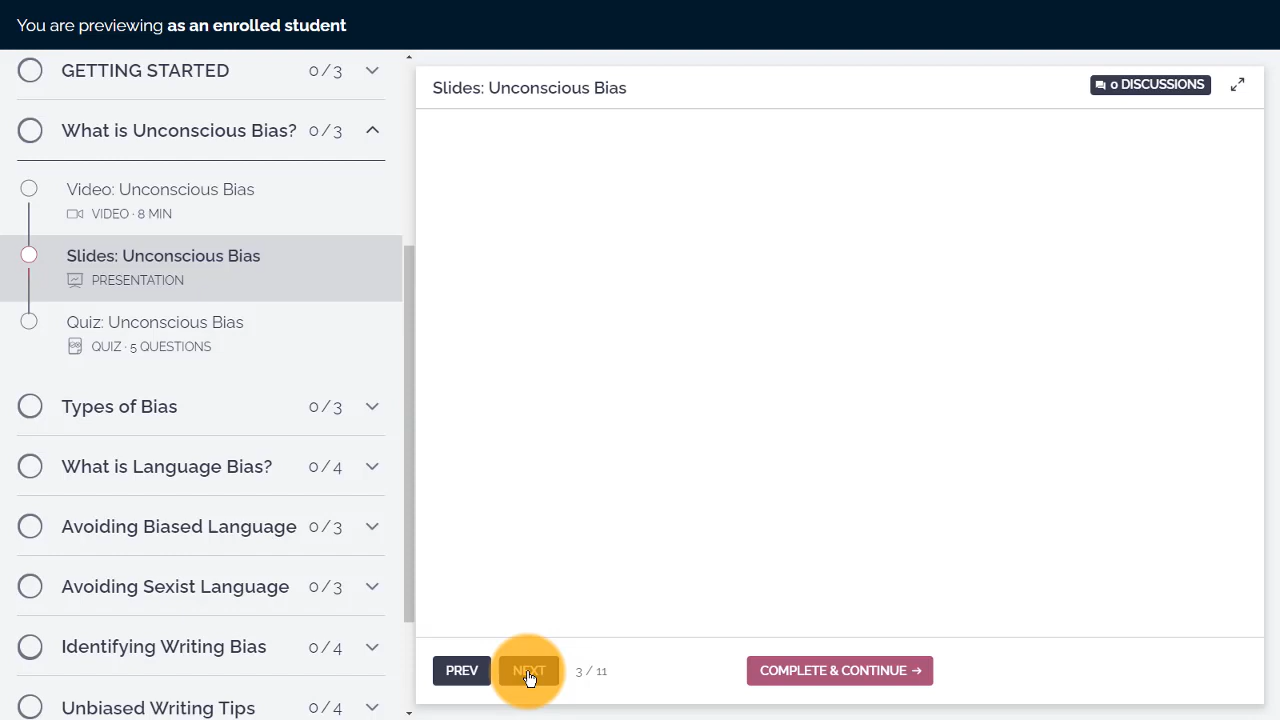 You are previewing as an enrolled student
GETTING STARTED 0 / 3
What is Unconscious Bias? 0 / 3
Video: Unconscious Bias
VIDEO · 8 MIN
Slides: Unconscious Bias
PRESENTATION
Quiz: Unconscious Bias
QUIZ · 5 QUESTIONS
Types of Bias 0 / 3
What is Language Bias? 0 / 4
Avoiding Biased Language 0 / 3
Avoiding Sexist Language 0 / 3
Identifying Writing Bias 0 / 4
Unbiased Writing Tips 0 / 4
Slides: Unconscious Bias
0 DISCUSSIONS
PREV NEXT 3 / 11 COMPLETE & CONTINUE →